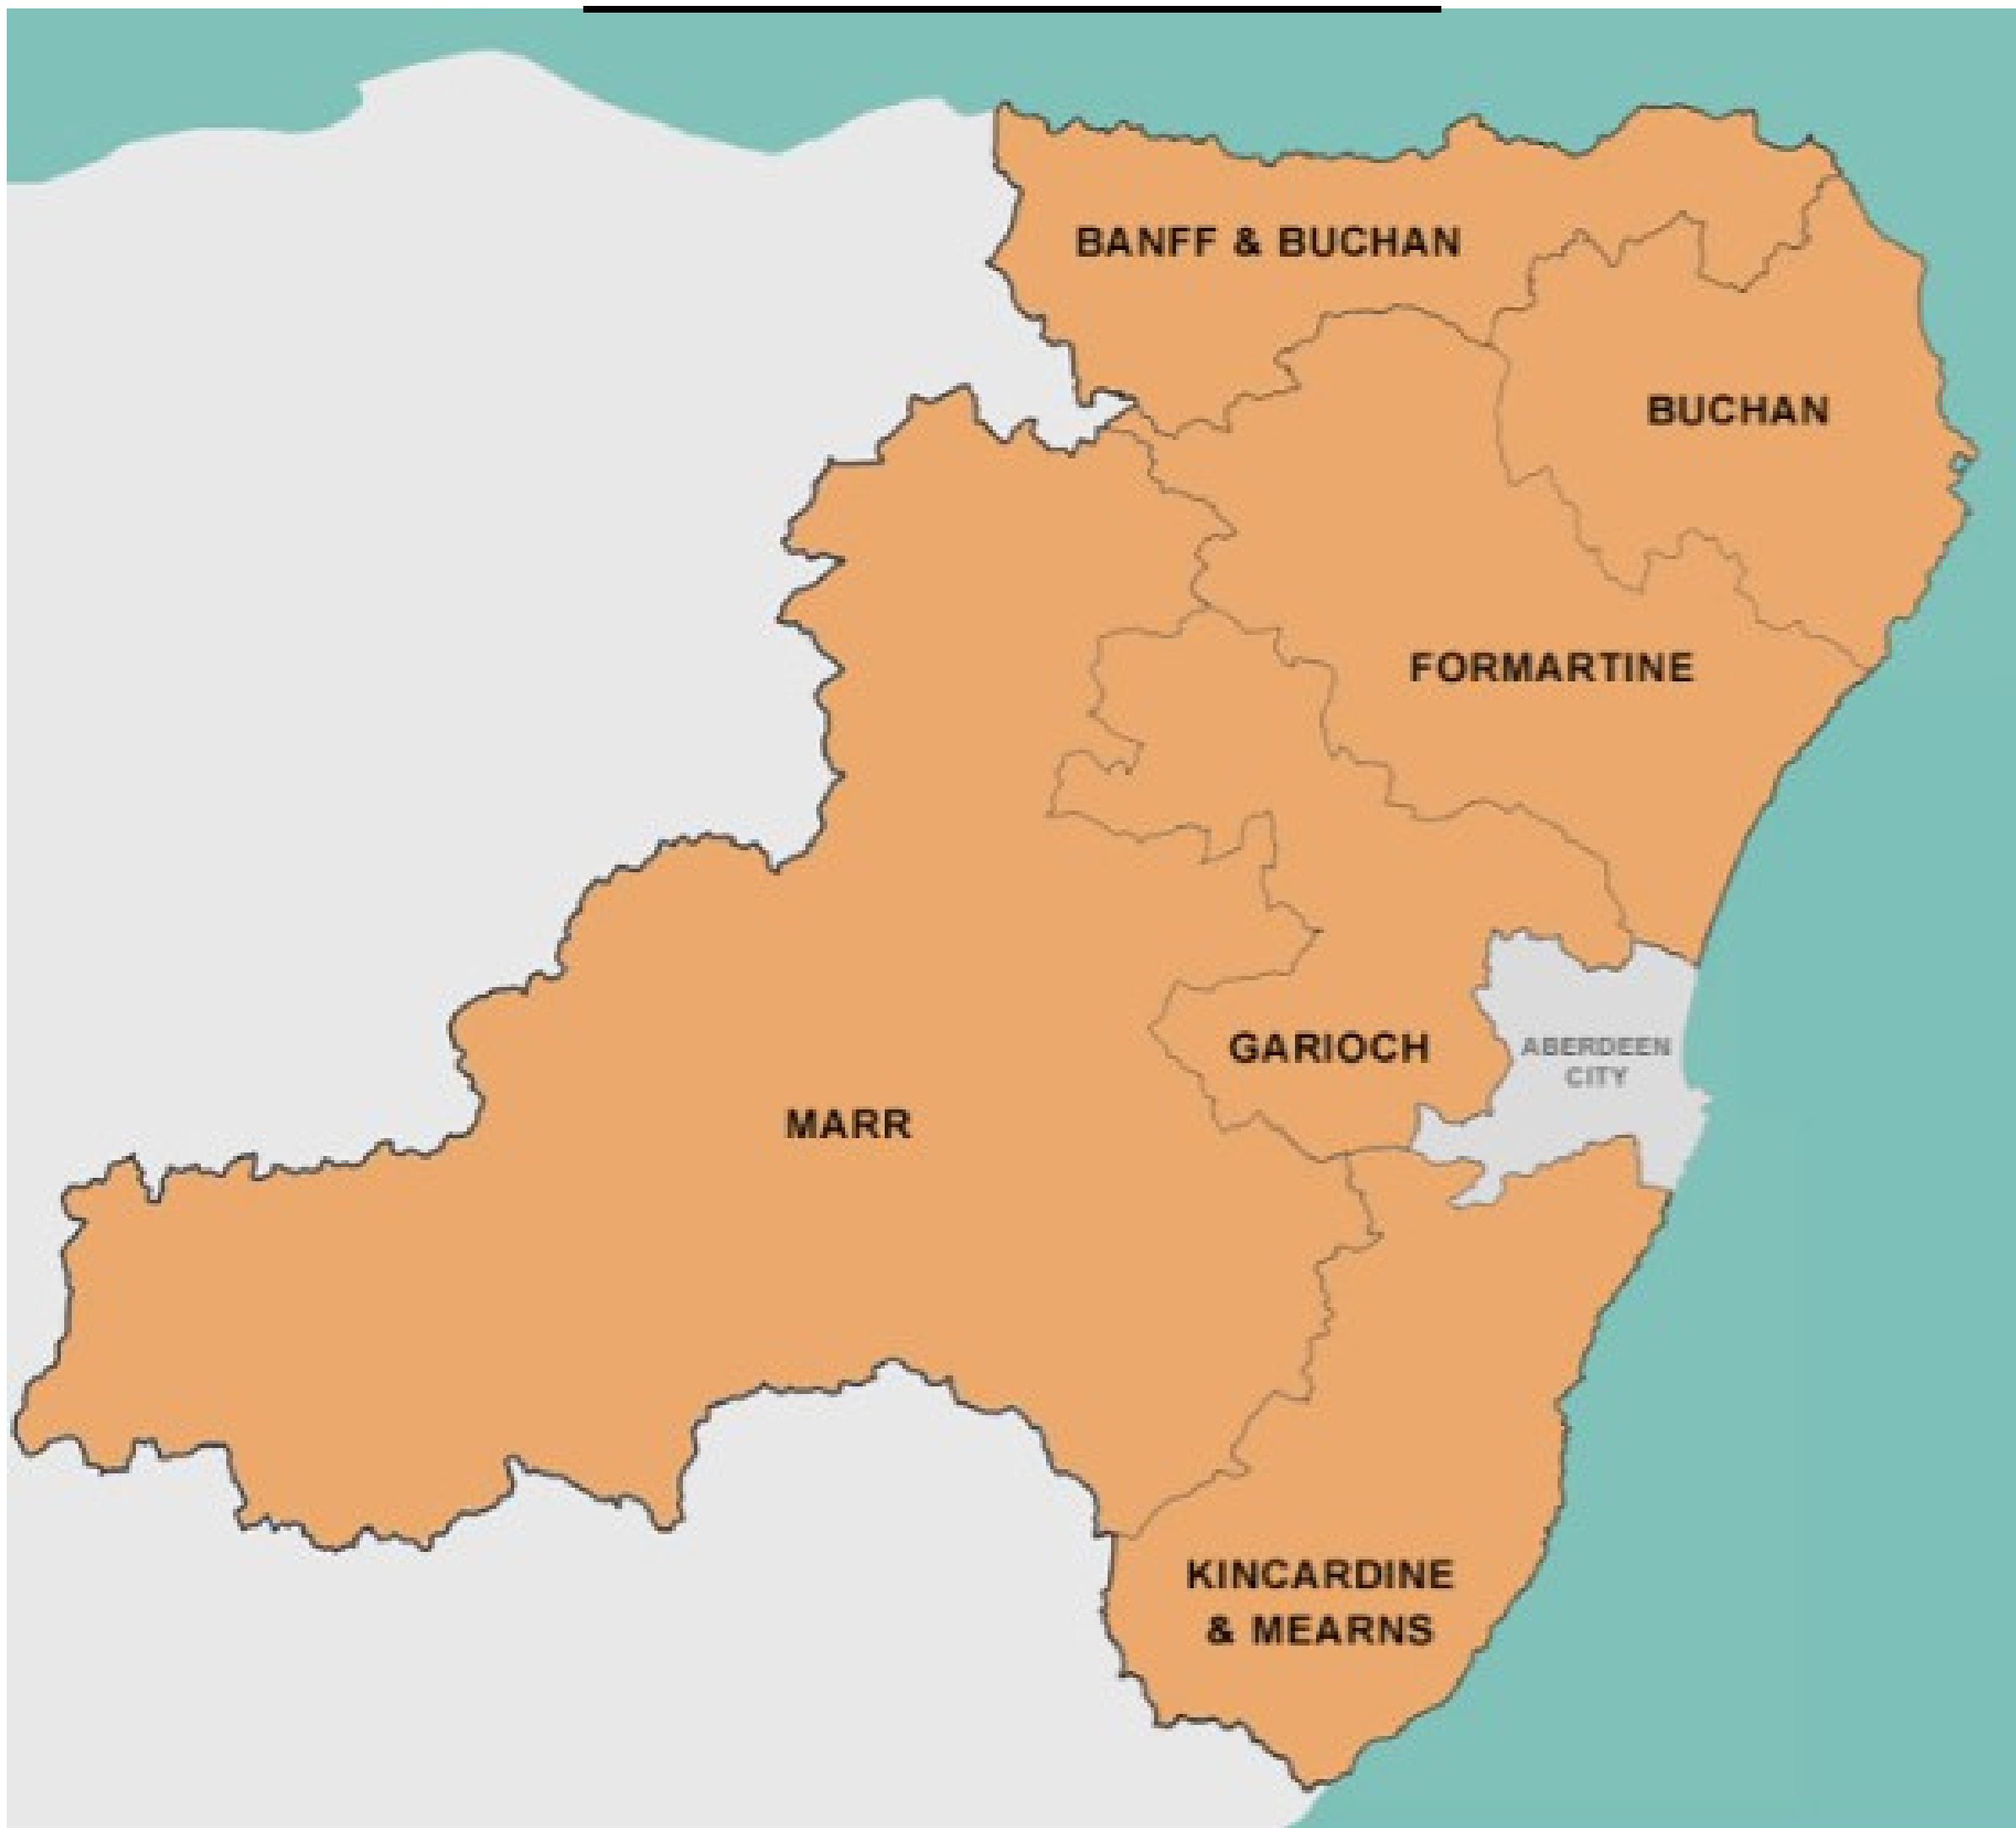 BANFF & BUCHAN
BUCHAN
FORMARTINE
GARIOCH
ABERDEEN
CITY
MARR
KINCARDINE
& MEARNS